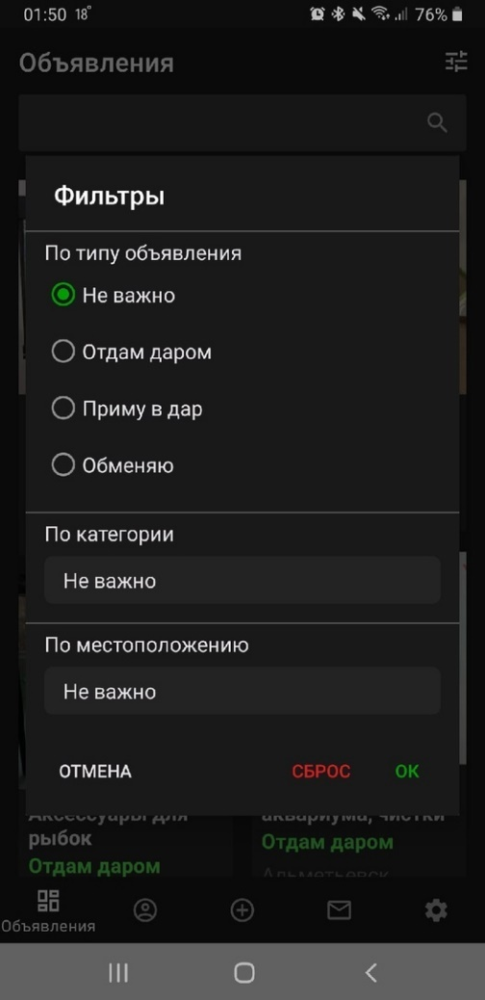 01:50 18° 76%
Объявления
Фильтры
По типу объявления
Не важно
Отдам даром
Приму в дар
Обменяю
По категории
Не важно
По местоположению
Не важно
ОТМЕНА СБРОС ОК
Аксессуары для
рыбок
Отдам даром
аквариума, чистки
Отдам даром
Альметьевск
Объявления